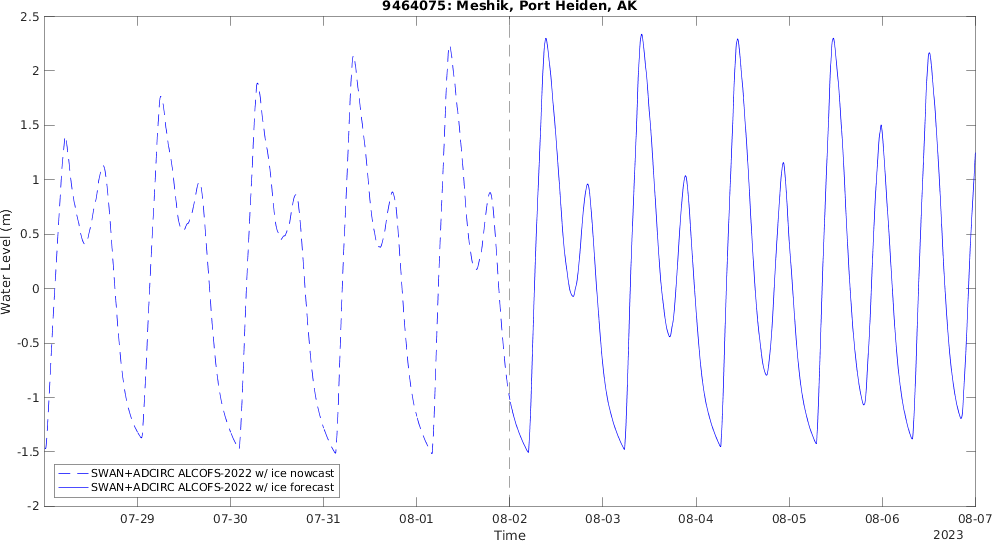 9464075: Meshik, Port Heiden, AK
2.5
2
1.5
1
0.5
0
-0.5
-1
-1.5
-2
Water Level (m)
SWAN+ADCIRC ALCOFS-2022 w/ ice nowcast
SWAN+ADCIRC ALCOFS-2022 w/ ice forecast
07-29 07-30 07-31 08-01 08-02 08-03 08-04 08-05 08-06 08-07
Time
2023